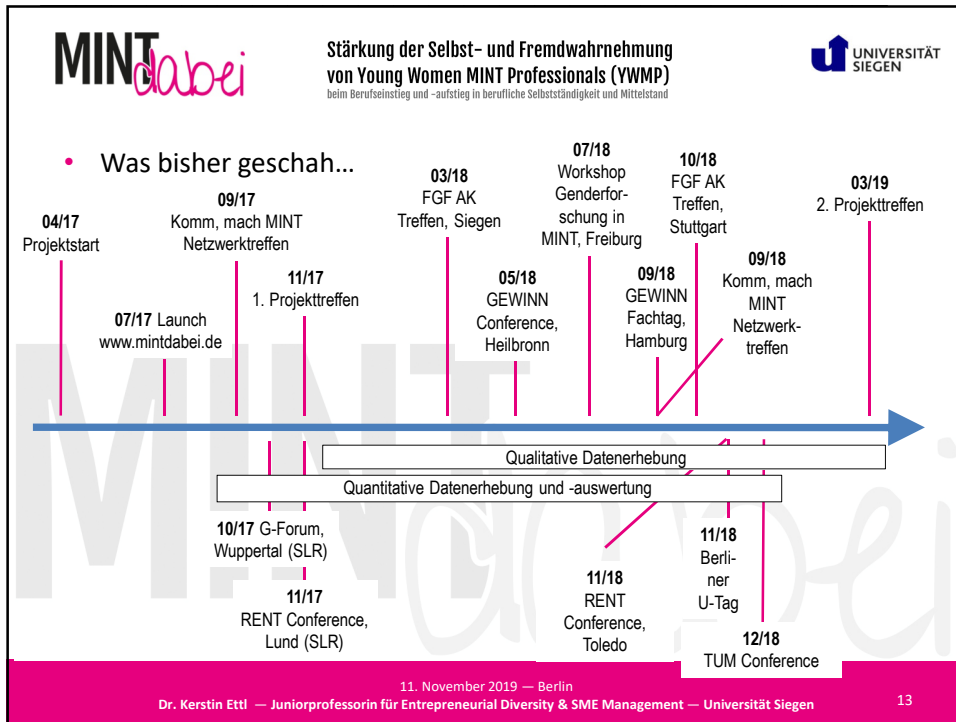 MINT dabei
Stärkung der Selbst- und Fremdwahrnehmung
von Young Women MINT Professionals (YWMP)
beim Berufseinstieg und -aufstieg in berufliche Selbstständigkeit und Mittelstand
UNIVERSITÄT
SIEGEN
• Was bisher geschah...
04/17
Projektstart
07/17 Launch
www.mintdabei.de
09/17
Komm, mach MINT
Netzwerktreffen
11/17
1. Projekttreffen
03/18
FGF AK
Treffen, Siegen
05/18
GEWINN
Conference,
Heilbronn
07/18
Workshop
Genderfor-
schung in
MINT, Freiburg
09/18
GEWINN
Fachtag,
Hamburg
10/18
FGF AK
Treffen,
Stuttgart
09/18
Komm, mach
MINT
Netzwerk-
treffen
03/19
2. Projekttreffen
Qualitative Datenerhebung
Quantitative Datenerhebung und -auswertung
10/17 G-Forum,
Wuppertal (SLR)
11/17
RENT Conference,
Lund (SLR)
11/18
RENT
Conference,
Toledo
11/18
Berli-
ner
U-Tag
12/18
TUM Conference
MINT dabei
11. November 2019 — Berlin
Dr. Kerstin Ettl — Juniorprofessorin für Entrepreneurial Diversity & SME Management — Universität Siegen
13